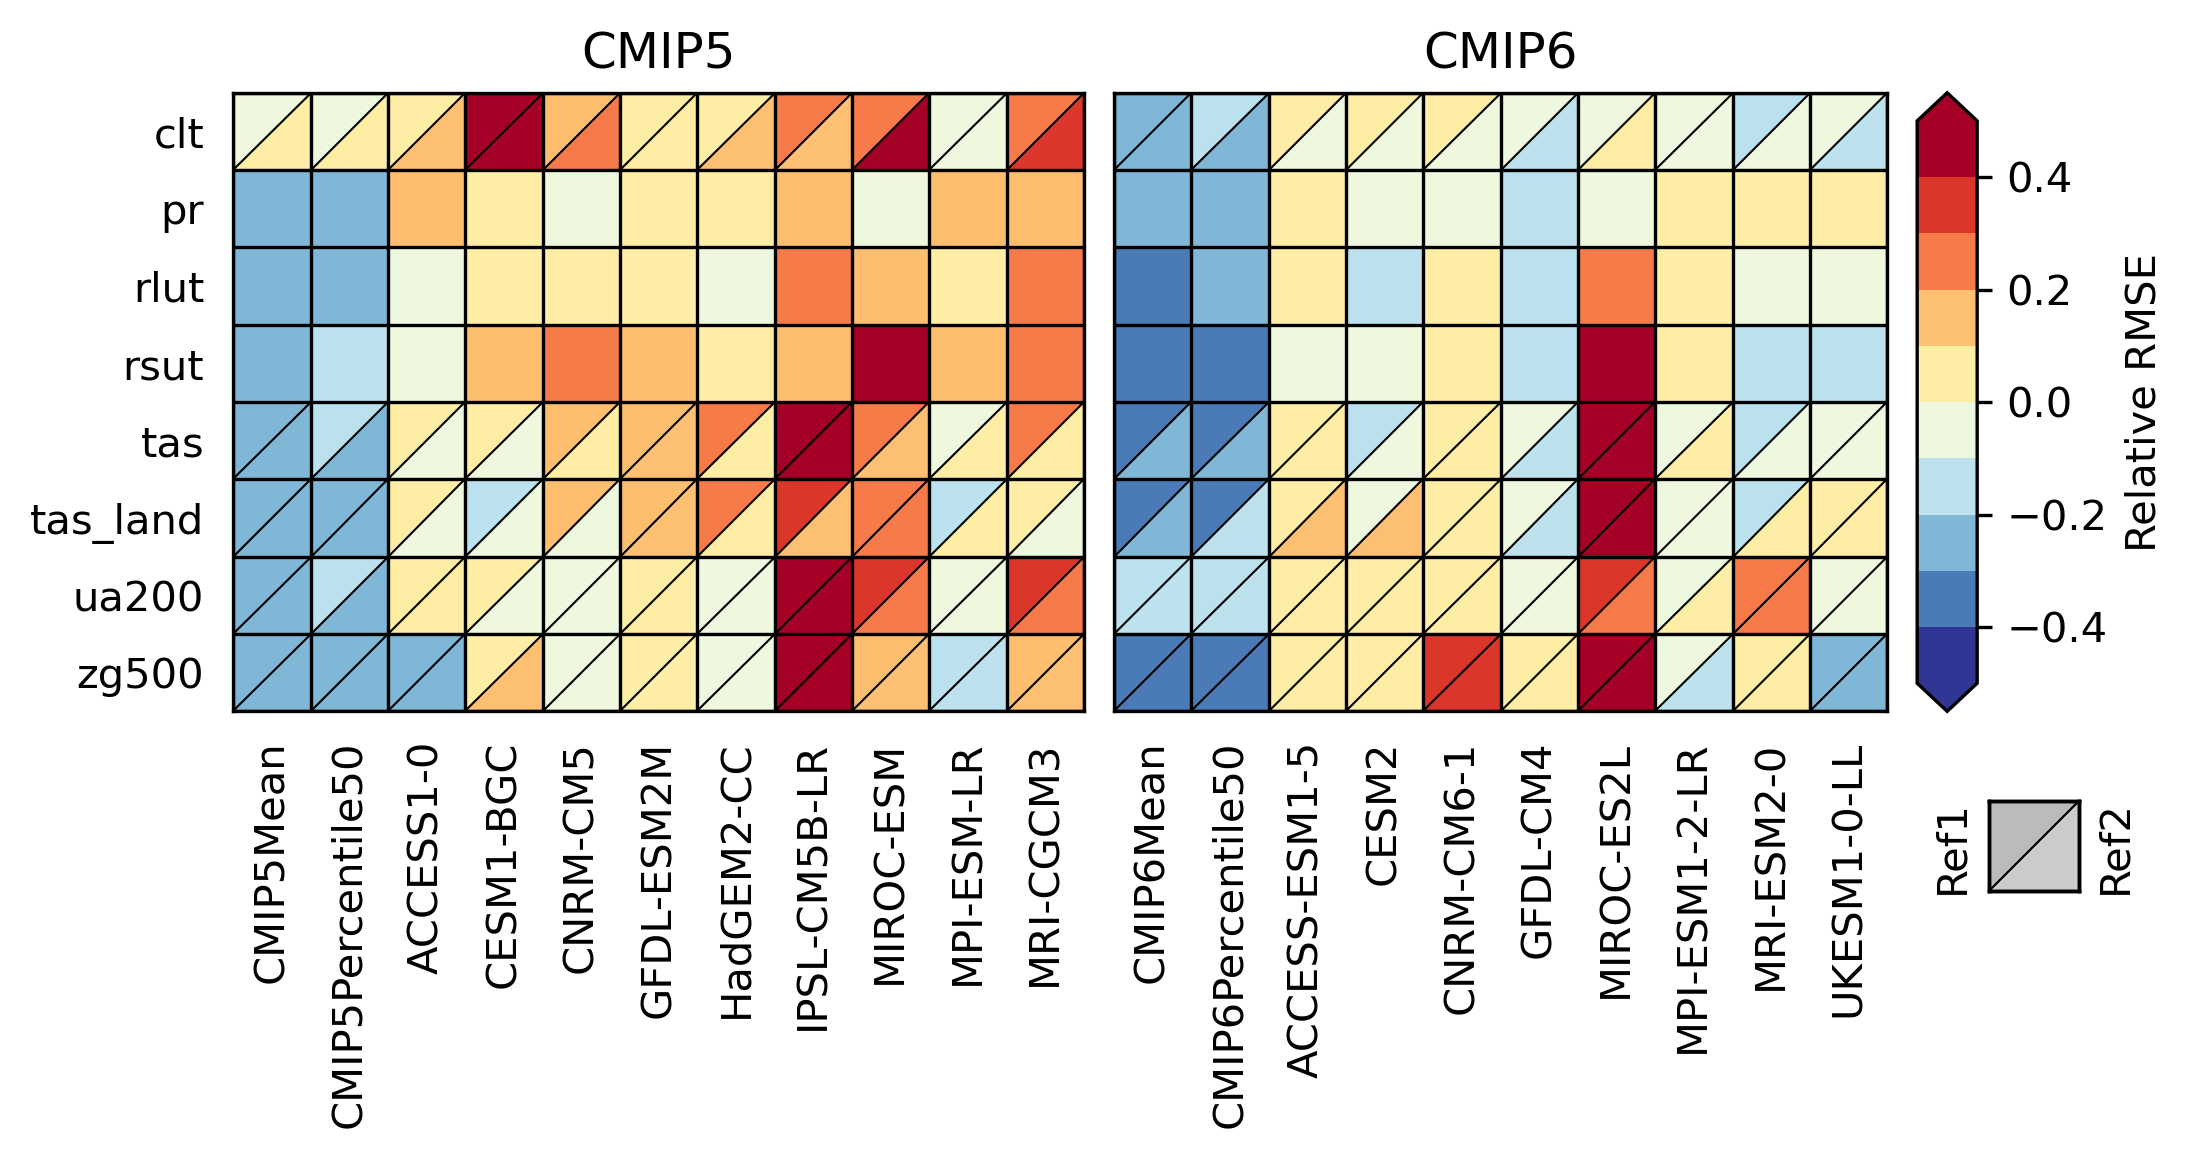 CMIP5
CMIP6
clt
pr
rlut
rsut
tas
tas_land
ua200
zg500
CMIP5Mean
CMIP5Percentile50
ACCESS1-0
CESM1-BGC
CNRM-CM5
GFDL-ESM2M
HadGEM2-CC
IPSL-CM5B-LR
MIROC-ESM
MPI-ESM-LR
MRI-CGCM3
CMIP6Mean
CMIP6Percentile50
ACCESS-ESM1-5
CESM2
CNRM-CM6-1
GFDL-CM4
MIROC-ES2L
MPI-ESM1-2-LR
MRI-ESM2-0
UKESM1-0-LL
0.4
0.2
0.0
−0.2
−0.4
Relative RMSE
Ref1
Ref2